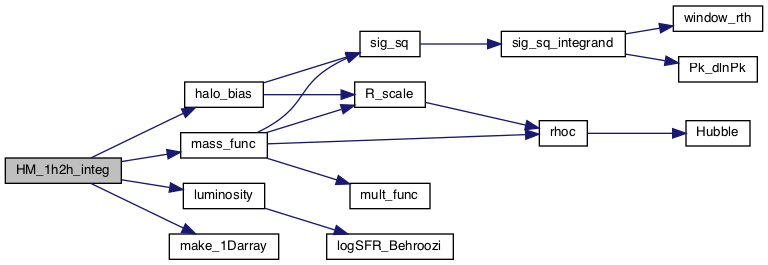 HM_1h2h_integ
halo_bias
mass_func
luminosity
make_1Darray
sig_sq
R_scale
mult_func
logSFR_Behroozi
sig_sq_integrand
rhoc
window_rth
Pk_dlnPk
Hubble